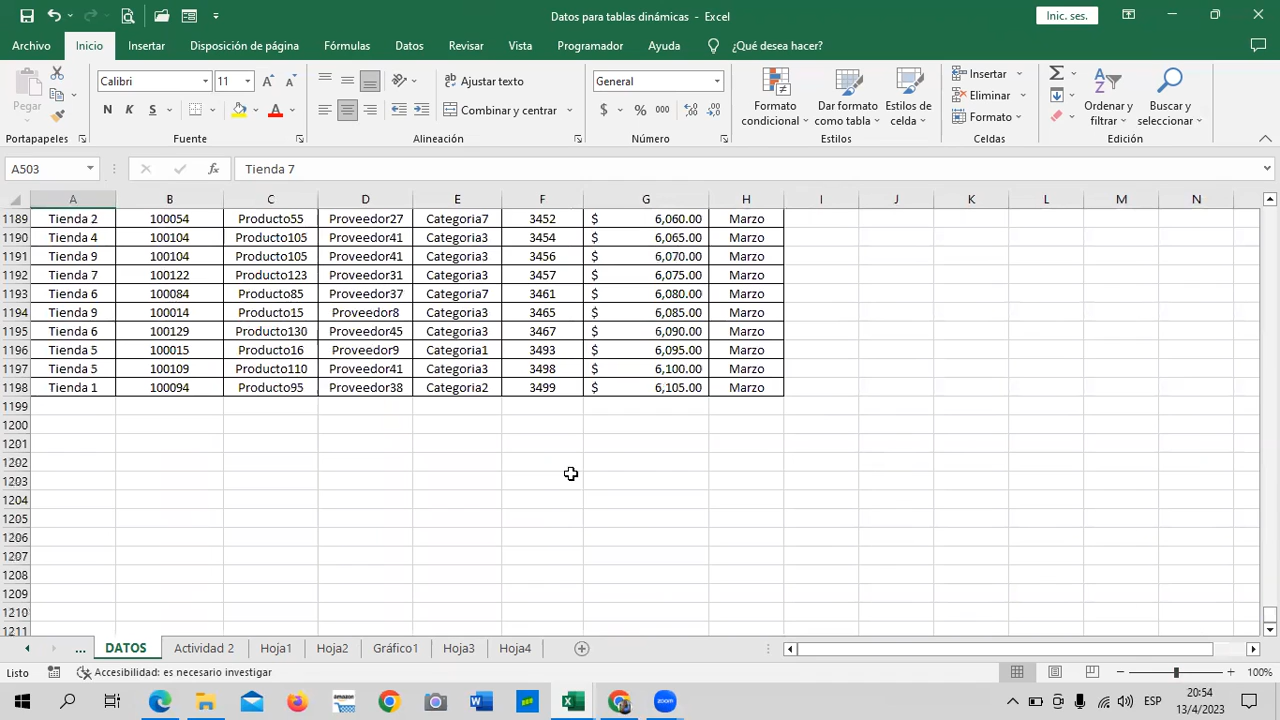 Datos para tablas dinámicas - Excel
Inic. ses.
Archivo Inicio Insertar Disposición de página Fórmulas Datos Revisar Vista Programador Ayuda ¿Qué desea hacer?
Pegar
Calibri 11
N K S
Ajustar texto
Combinar y centrar
General
$ % 000
Formato condicional
Dar formato como tabla
Estilos de celda
Insertar
Eliminar
Formato
Ordenar y filtrar
Buscar y seleccionar
Portapapeles Fuente Alineación Número Estilos Celdas Edición
A503 fx Tienda 7
A B C D E F G H I J K L M N
1189 Tienda 2 100054 Producto55 Proveedor27 Categoria7 3452 $ 6,060.00 Marzo
1190 Tienda 4 100104 Producto105 Proveedor41 Categoria3 3454 $ 6,065.00 Marzo
1191 Tienda 9 100104 Producto105 Proveedor41 Categoria3 3456 $ 6,070.00 Marzo
1192 Tienda 7 100122 Producto123 Proveedor31 Categoria3 3457 $ 6,075.00 Marzo
1193 Tienda 6 100084 Producto85 Proveedor37 Categoria7 3461 $ 6,080.00 Marzo
1194 Tienda 9 100014 Producto15 Proveedor8 Categoria3 3465 $ 6,085.00 Marzo
1195 Tienda 6 100129 Producto130 Proveedor45 Categoria3 3467 $ 6,090.00 Marzo
1196 Tienda 5 100015 Producto16 Proveedor9 Categoria1 3493 $ 6,095.00 Marzo
1197 Tienda 5 100109 Producto110 Proveedor41 Categoria3 3498 $ 6,100.00 Marzo
1198 Tienda 1 100094 Producto95 Proveedor38 Categoria2 3499 $ 6,105.00 Marzo
1199
1200
1201
1202
1203
1204
1205
1206
1207
1208
1209
1210
1211
... DATOS Actividad 2 Hoja1 Hoja2 Gráfico1 Hoja3 Hoja4
Listo Accesibilidad: es necesario investigar 100%
ESP 20:54
13/4/2023